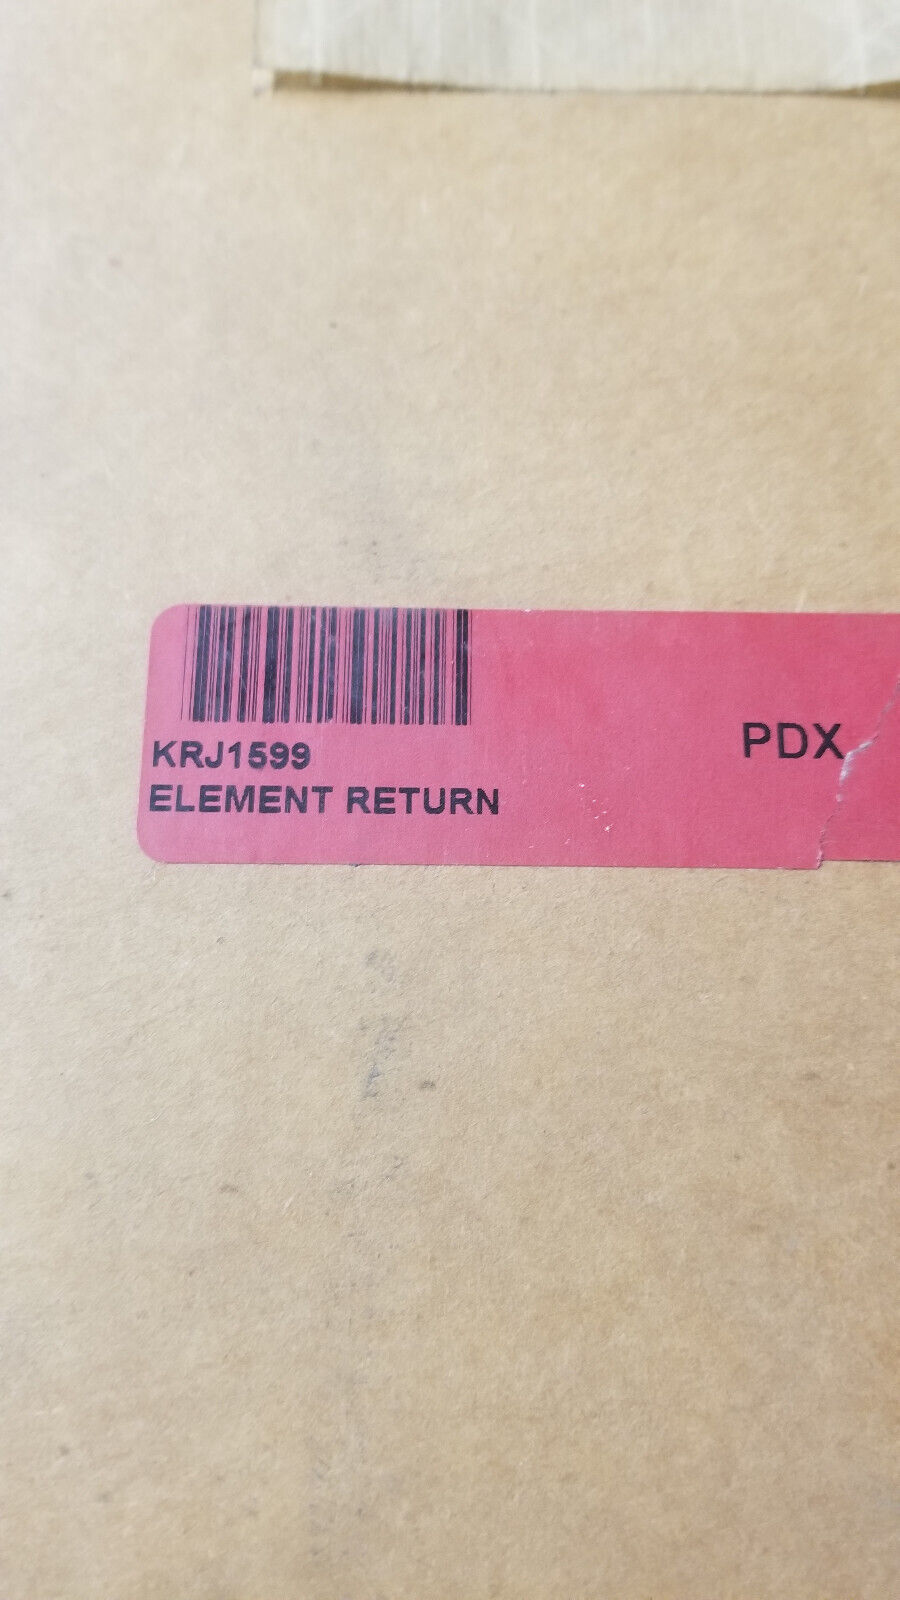 KRJ1599
ELEMENT RETURN
PDX